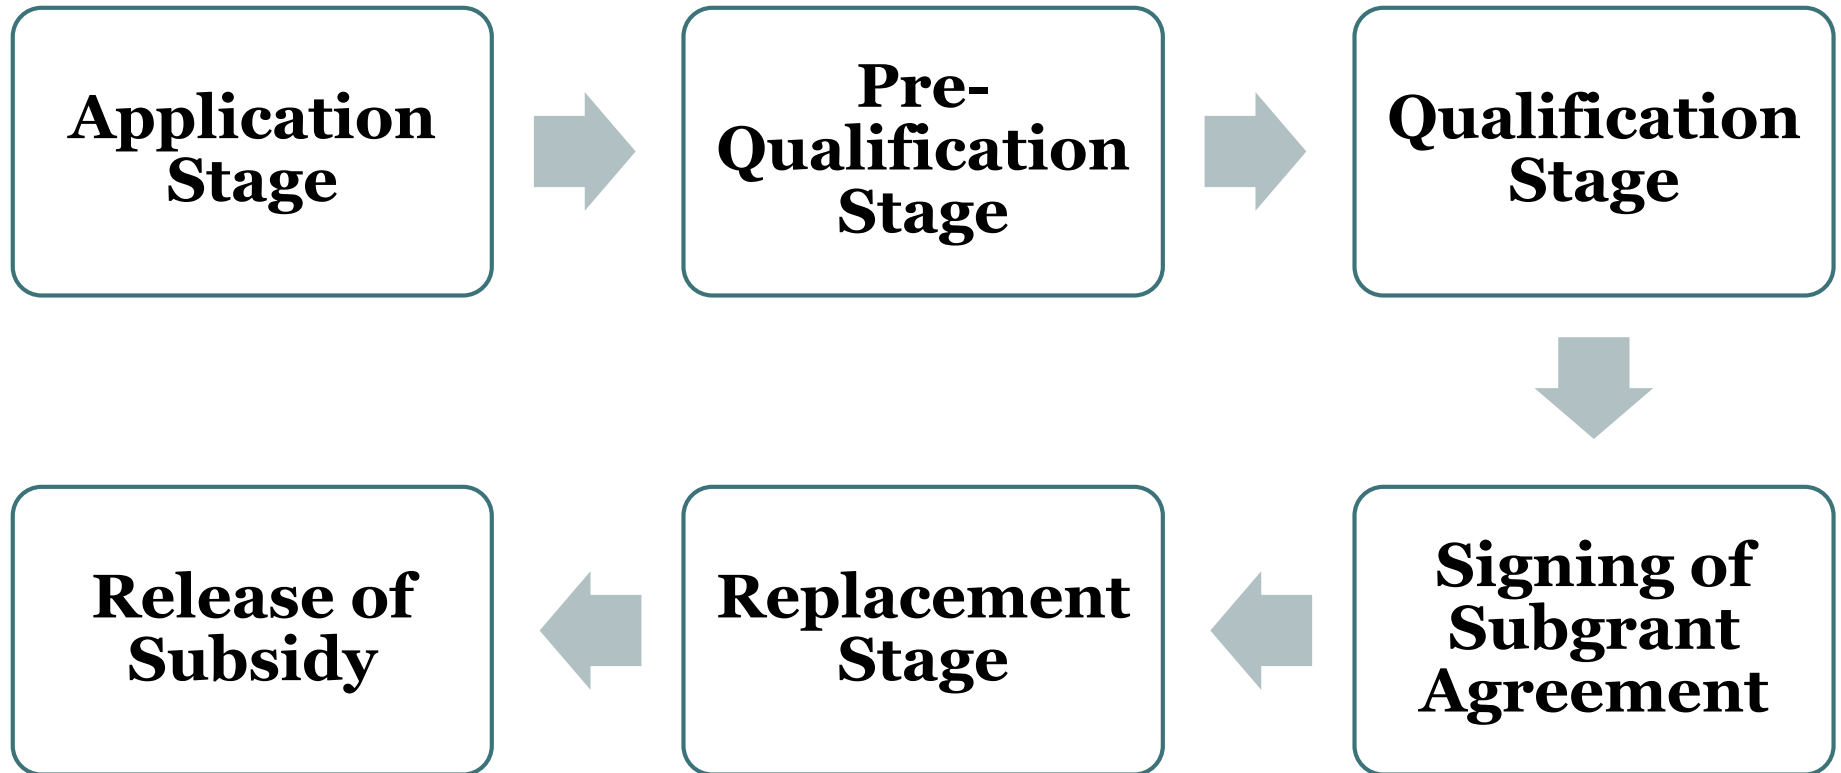 Application
Stage
Pre-
Qualification
Stage
Qualification
Stage
Signing of
Subgrant
Agreement
Replacement
Stage
Release of
Subsidy